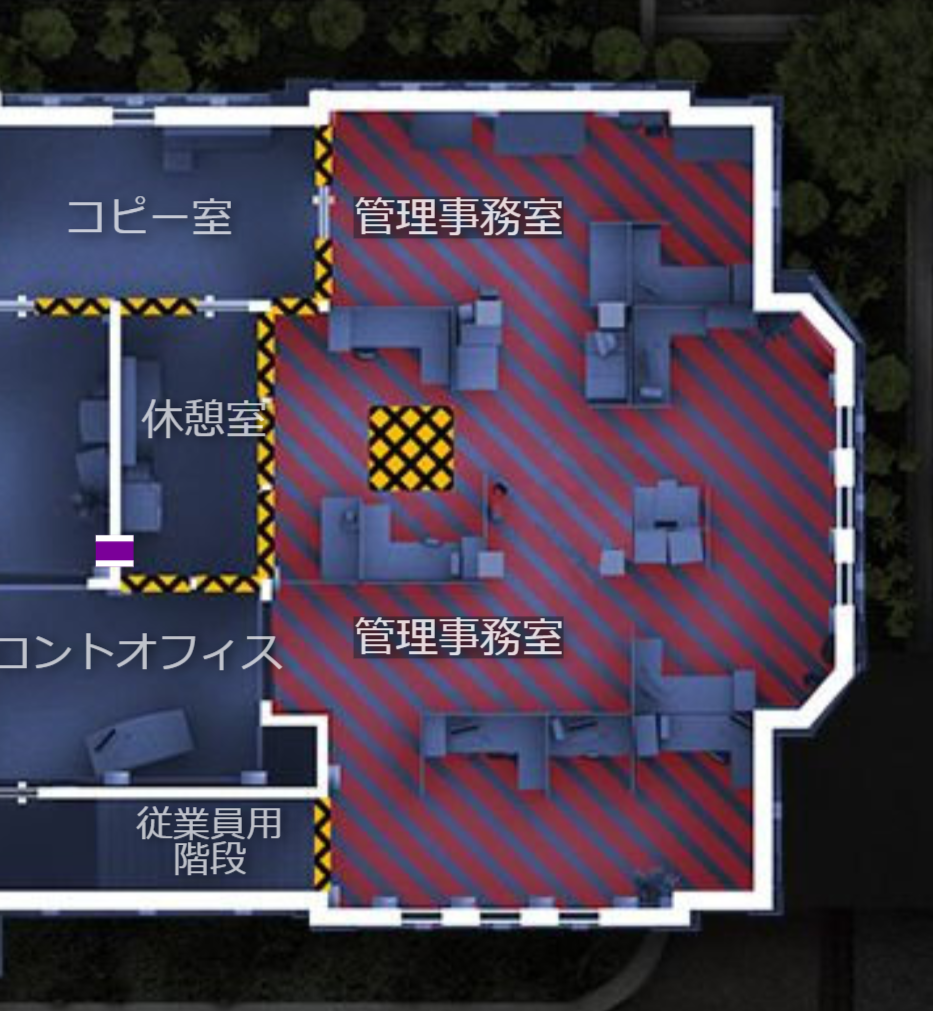 コピー室
管理事務室
休憩室
コントオフィス
管理事務室
従業員用
階段